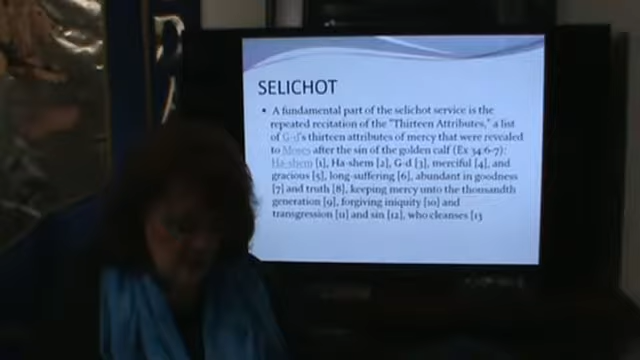 SELICHOT
• A fundamental part of the selichot service is the
repeated recitation of the "Thirteen Attributes," a list
of G-d's thirteen attributes of mercy that were revealed
to Moses after the sin of the golden calf (Ex 34:6-7):
Ha-shem [1], Ha-shem [2], G-d [3], merciful [4], and
gracious [5], long-suffering [6], abundant in goodness
[7] and truth [8], keeping mercy unto the thousandth
generation [9], forgiving iniquity [10] and
transgression [11] and sin [12], who cleanses [13